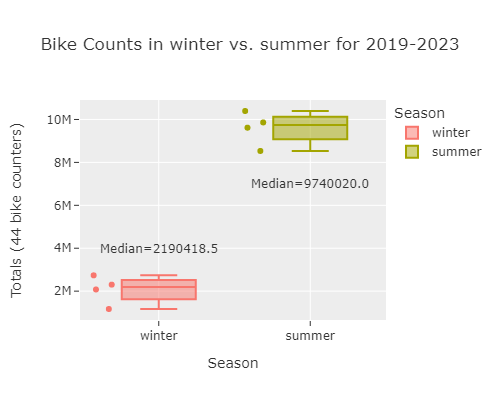 Bike Counts in winter vs. summer for 2019-2023
Totals (44 bike counters)
10M
8M
6M
4M
2M
Median=2190418.5
Median=9740020.0
winter
summer
Season
Season
winter
summer